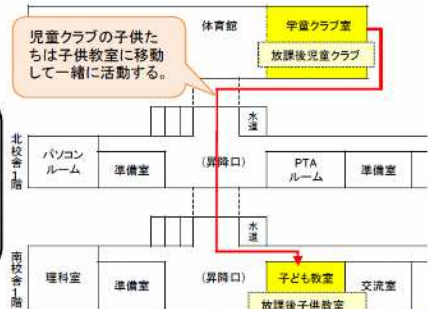 児童クラブの子供た
ちは子供教室に移動
して一緒に活動する。
体育館
学童クラブ室
放課後児童クラブ
水道
北校舎1階
パソコン
ルーム
準備室
(昇降口)
PTA
ルーム
準備室
水道
南校舎1階
理科室
準備室
(昇降口)
子ども教室
交流室
放課後子供教室